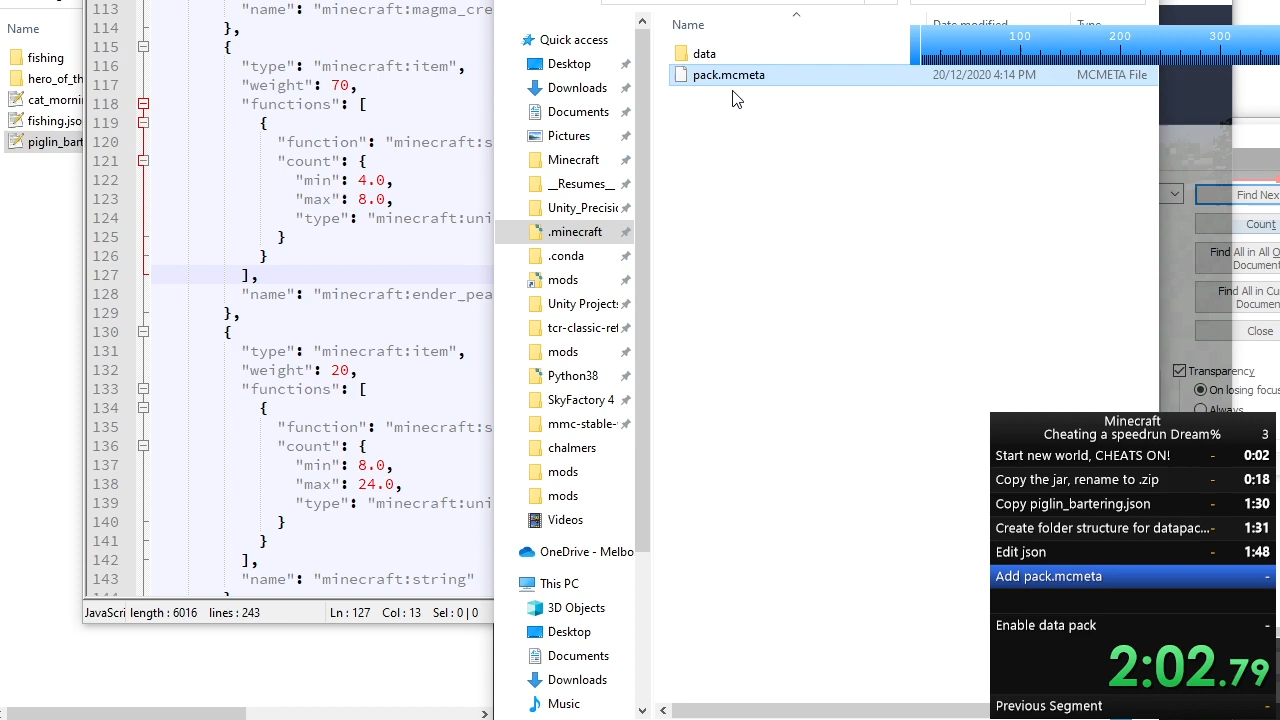 Name
fishing
hero_of_th
cat_morni
fishing.jso
piglin_bart
113 "name": "minecraft:magma_cre
114 },
115 {
116 "type": "minecraft:item",
117 "weight": 70,
118 "functions": [
119 {
120 "function": "minecraft:s
121 "count": {
122 "min": 4.0,
123 "max": 8.0,
124 "type": "minecraft:uni
125 }
126 }
127 ],
128 "name": "minecraft:ender_pea
129 },
130 {
131 "type": "minecraft:item",
132 "weight": 20,
133 "functions": [
134 {
135 "function": "minecraft:s
136 "count": {
137 "min": 8.0,
138 "max": 24.0,
139 "type": "minecraft:uni
140 }
141 }
142 ],
143 "name": "minecraft:string"
JavaScri length : 6016 lines : 243 Ln : 127 Col : 13 Sel : 0 | 0
Quick access
Desktop
Downloads
Documents
Pictures
Minecraft
__Resumes__
Unity_Precisic
.minecraft
.conda
mods
Unity Projects
tcr-classic-ret
mods
Python38
SkyFactory 4
mmc-stable-
chalmers
mods
mods
Videos
OneDrive - Melbo
This PC
3D Objects
Desktop
Documents
Downloads
Music
Name Date modified Type
data
pack.mcmeta 20/12/2020 4:14 PM MCMETA File
100 200 300
Find Nex
Count
Find All in All O
Document
Find All in Cu
Documen
Close
Transparency
On losing focus
Always
Minecraft
Cheating a speedrun Dream% 3
Start new world, CHEATS ON! - 0:02
Copy the jar, rename to .zip - 0:18
Copy piglin_bartering.json - 1:30
Create folder structure for datapac... - 1:31
Edit json - 1:48
Add pack.mcmeta -
Enable data pack -
2:02.79
Previous Segment -